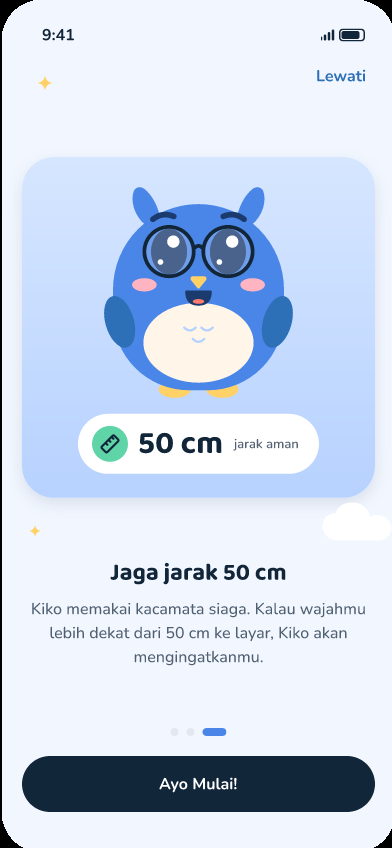 9:41
Lewati
50 cm jarak aman
Jaga jarak 50 cm
Kiko memakai kacamata siaga. Kalau wajahmu
lebih dekat dari 50 cm ke layar, Kiko akan
mengingatkanmu.
Ayo Mulai!